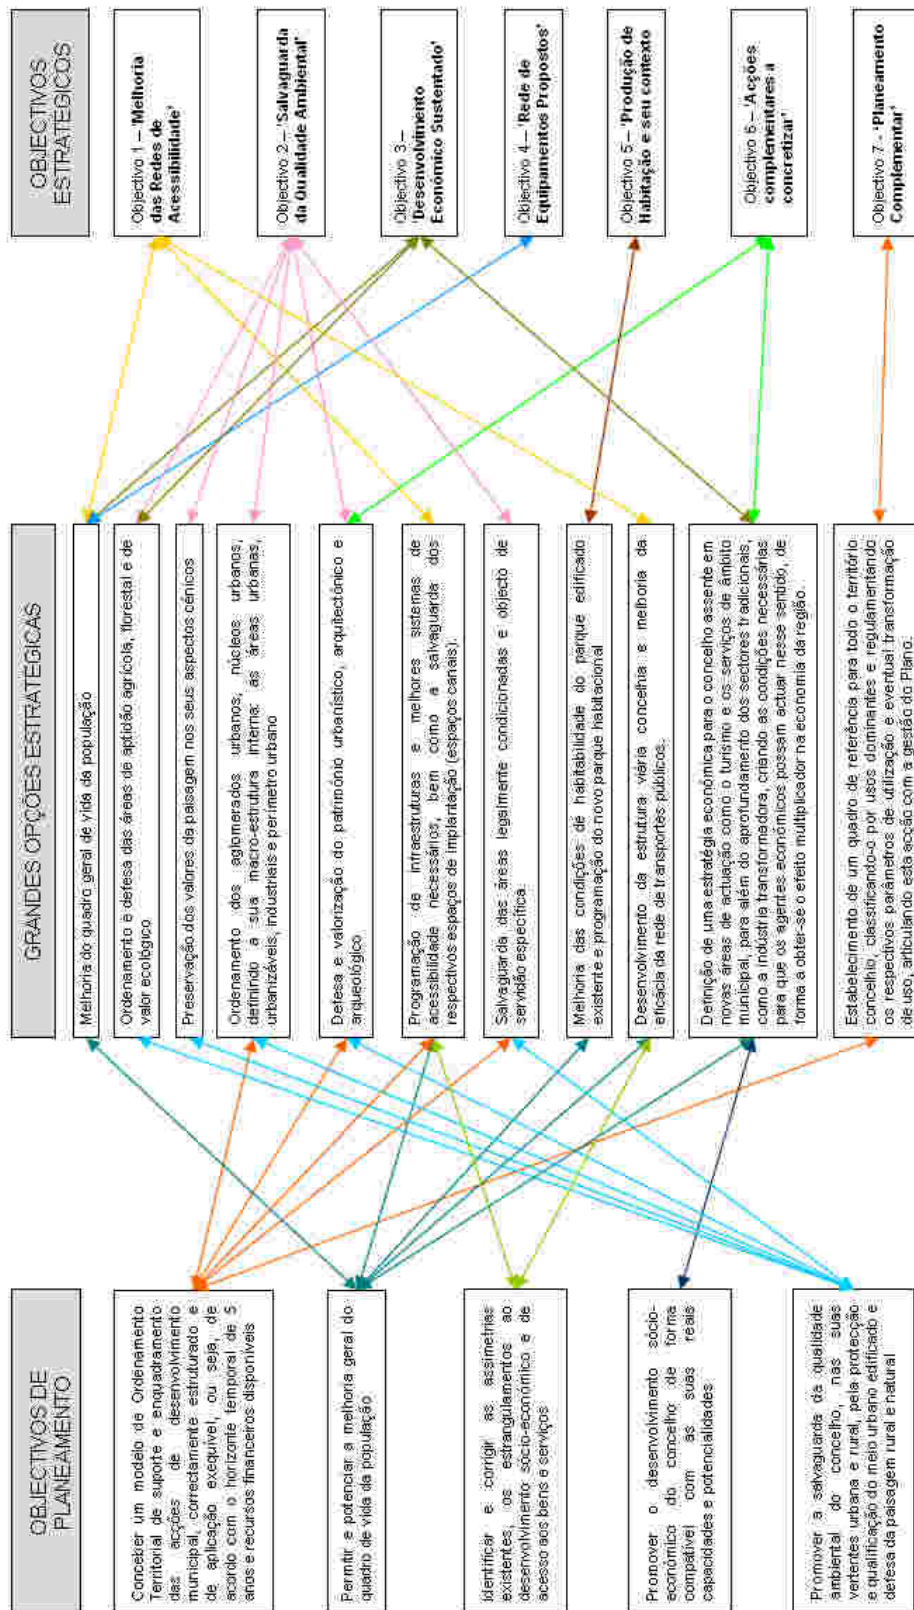 OBJECTIVOS DE
PLANEAMENTO
Conceber um modelo de Ordenamento
Territorial de suporte e enquadramento
das acções de desenvolvimento
municipal, correctamente estruturado e
de aplicação exequível, ou seja, de
acordo com o horizonte temporal de 5
anos e recursos financeiros disponíveis
Permitir e potenciar a melhoria geral do
quadro de vida da população
Identificar e corrigir as assimetrias
existentes, os estrangulamentos ao
desenvolvimento sócio-económico e de
acesso aos bens e serviços
Promover o desenvolvimento sócio-
económico do concelho de forma
compatível com as suas reais
capacidades e potencialidades
Promover a salvaguarda da qualidade
ambiental do concelho, nas suas
vertentes urbana e rural, pela protecção
e qualificação do meio urbano edificado e
defesa da paisagem rural e natural
GRANDES OPÇÕES ESTRATÉGICAS
Melhoria do quadro geral de vida da população
Ordenamento e defesa das áreas de aptidão agrícola, florestal e de
valor ecológico
Preservação dos valores da paisagem nos seus aspectos cénicos
Ordenamento dos aglomerados urbanos, núcleos urbanos,
definindo a sua macro-estrutura interna: as áreas urbanas,
urbanizáveis, industriais e perímetro urbano
Defesa e valorização do património urbanístico, arquitectónico e
arqueológico
Programação de infraestruturas e melhores sistemas de
acessibilidade necessários, bem como a salvaguarda dos
respectivos espaços de implantação (espaços canais).
Salvaguarda das áreas legalmente condicionadas e objecto de
servidão específica.
Melhoria das condições de habitabilidade do parque edificado
existente e programação do novo parque habitacional
Desenvolvimento da estrutura viária concelhia e melhoria da
eficácia da rede de transportes públicos.
Definição de uma estratégia económica para o concelho assente em
novas áreas de actuação como o turismo e os serviços de âmbito
municipal, para além do aprofundamento dos sectores tradicionais,
como a indústria transformadora, criando as condições necessárias
para que os agentes económicos possam actuar nesse sentido, de
forma a obter-se o efeito multiplicador na economia da região.
Estabelecimento de um quadro de referência para todo o território
concelhio, classificando-o por usos dominantes e regulamentando
os respectivos parâmetros de utilização e eventual transformação
de uso, articulando esta acção com a gestão do Plano.
OBJECTIVOS
ESTRATÉGICOS
Objectivo 1 – 'Melhoria
das Redes de
Acessibilidade'
Objectivo 2 – 'Salvaguarda
da Qualidade Ambiental'
Objectivo 3 –
'Desenvolvimento
Económico Sustentado'
Objectivo 4 – 'Rede de
Equipamentos Propostos'
Objectivo 5 – 'Produção de
Habitação e seu contexto
Objectivo 6 – 'Acções
complementares a
concretizar'
Objectivo 7 - 'Planeamento
Complementar'